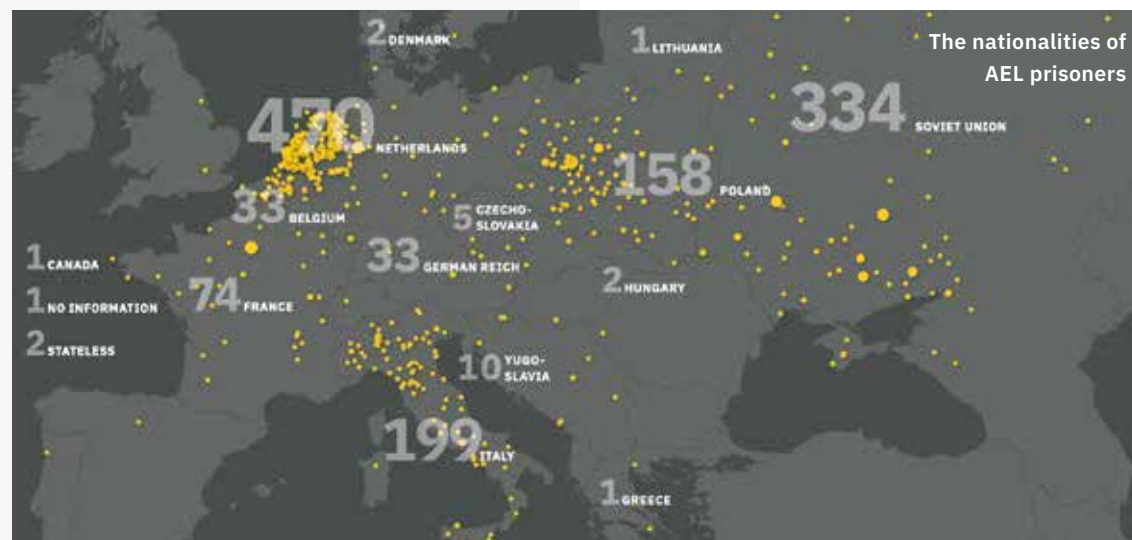 The nationalities of
AEL prisoners
2 DENMARK
1 LITHUANIA
334 SOVIET UNION
470 NETHERLANDS
158 POLAND
33 BELGIUM
5 CZECHO-
SLOVAKIA
1 CANADA
33 GERMAN REICH
2 HUNGARY
1 NO INFORMATION
74 FRANCE
2 STATELESS
10 YUGO-
SLAVIA
199 ITALY
1 GREECE